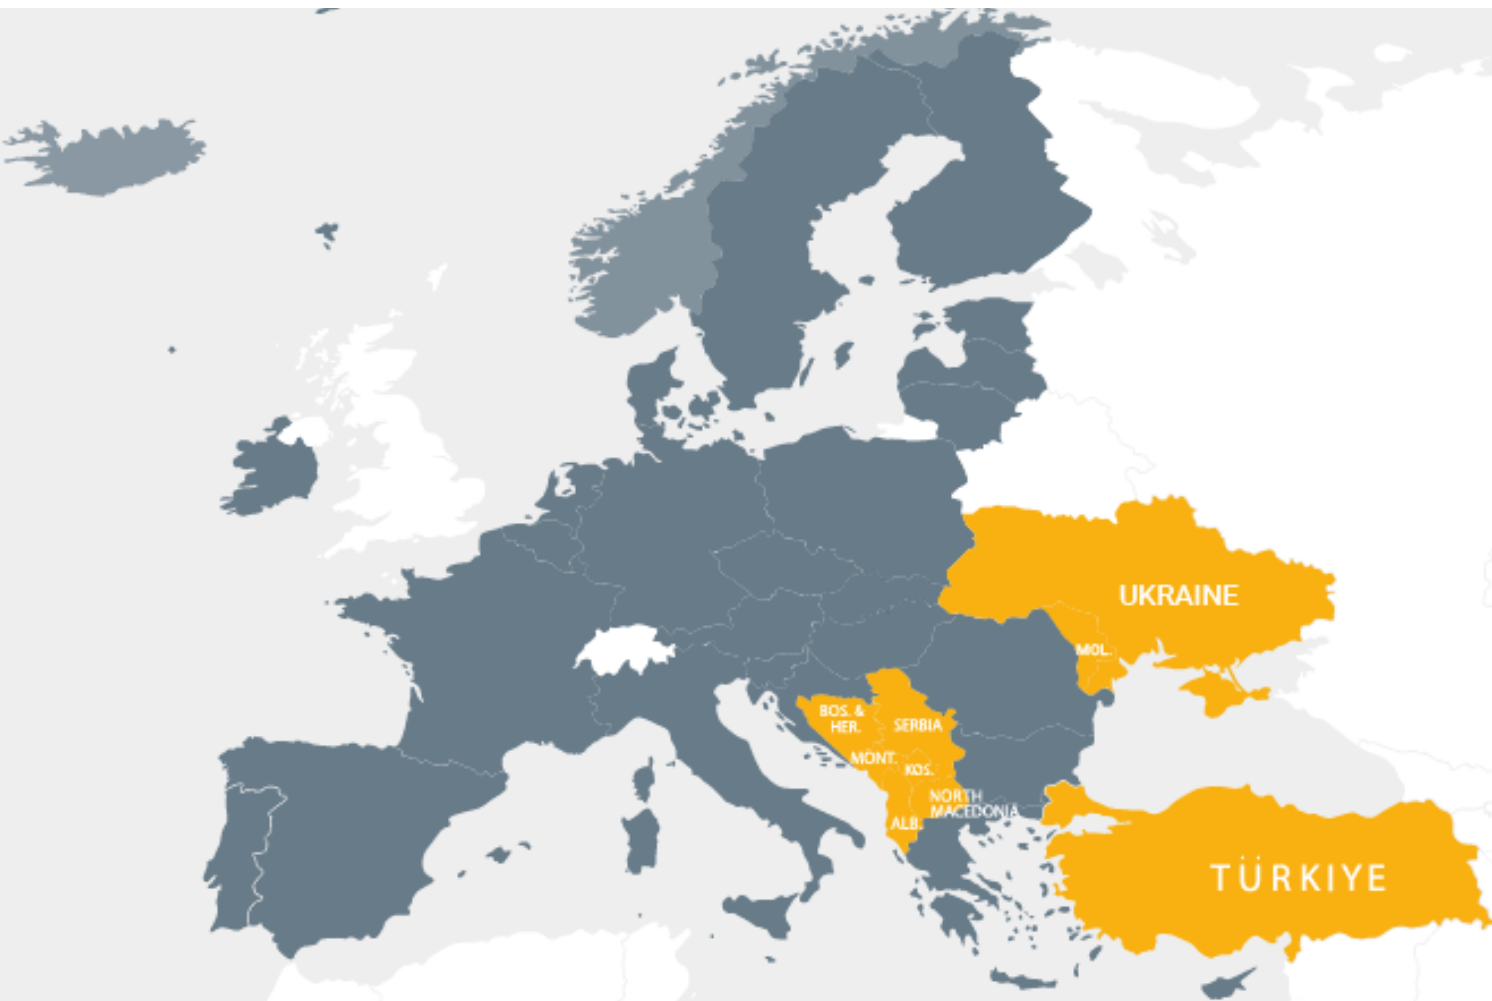 UKRAINE
MOL.
BOS. &
HER.
SERBIA
MONT.
KOS.
NORTH
MACEDONIA
ALB.
TÜRKIYE